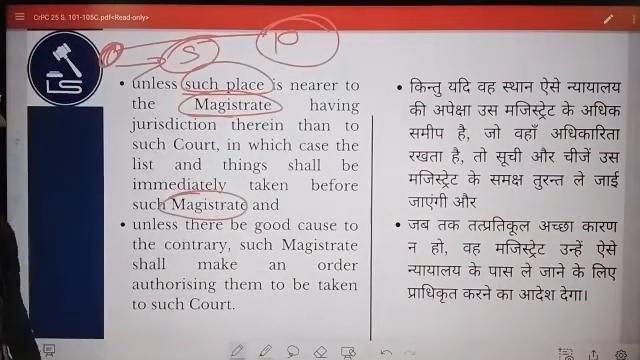 CrPC 25 S. 101-105C.pdf<Read-only>
S
P
LS
unless such place is nearer to
the Magistrate having
jurisdiction therein than to
such Court, in which case the
list and things shall be
immediately taken before
such Magistrate and
unless there be good cause to
the contrary, such Magistrate
shall make an order
authorising them to be taken
to such Court.
किन्तु यदि वह स्थान ऐसे न्यायालय
की अपेक्षा उस मजिस्ट्रेट के अधिक
समीप है, जो वहाँ अधिकारिता
रखता है, तो सूची और चीजें उस
मजिस्ट्रेट के समक्ष तुरन्त ले जाई
जाएंगी और
जब तक तत्प्रतिकूल अच्छा कारण
न हो, वह मजिस्ट्रेट उन्हें ऐसे
न्यायालय के पास ले जाने के लिए
प्राधिकृत करने का आदेश देगा।